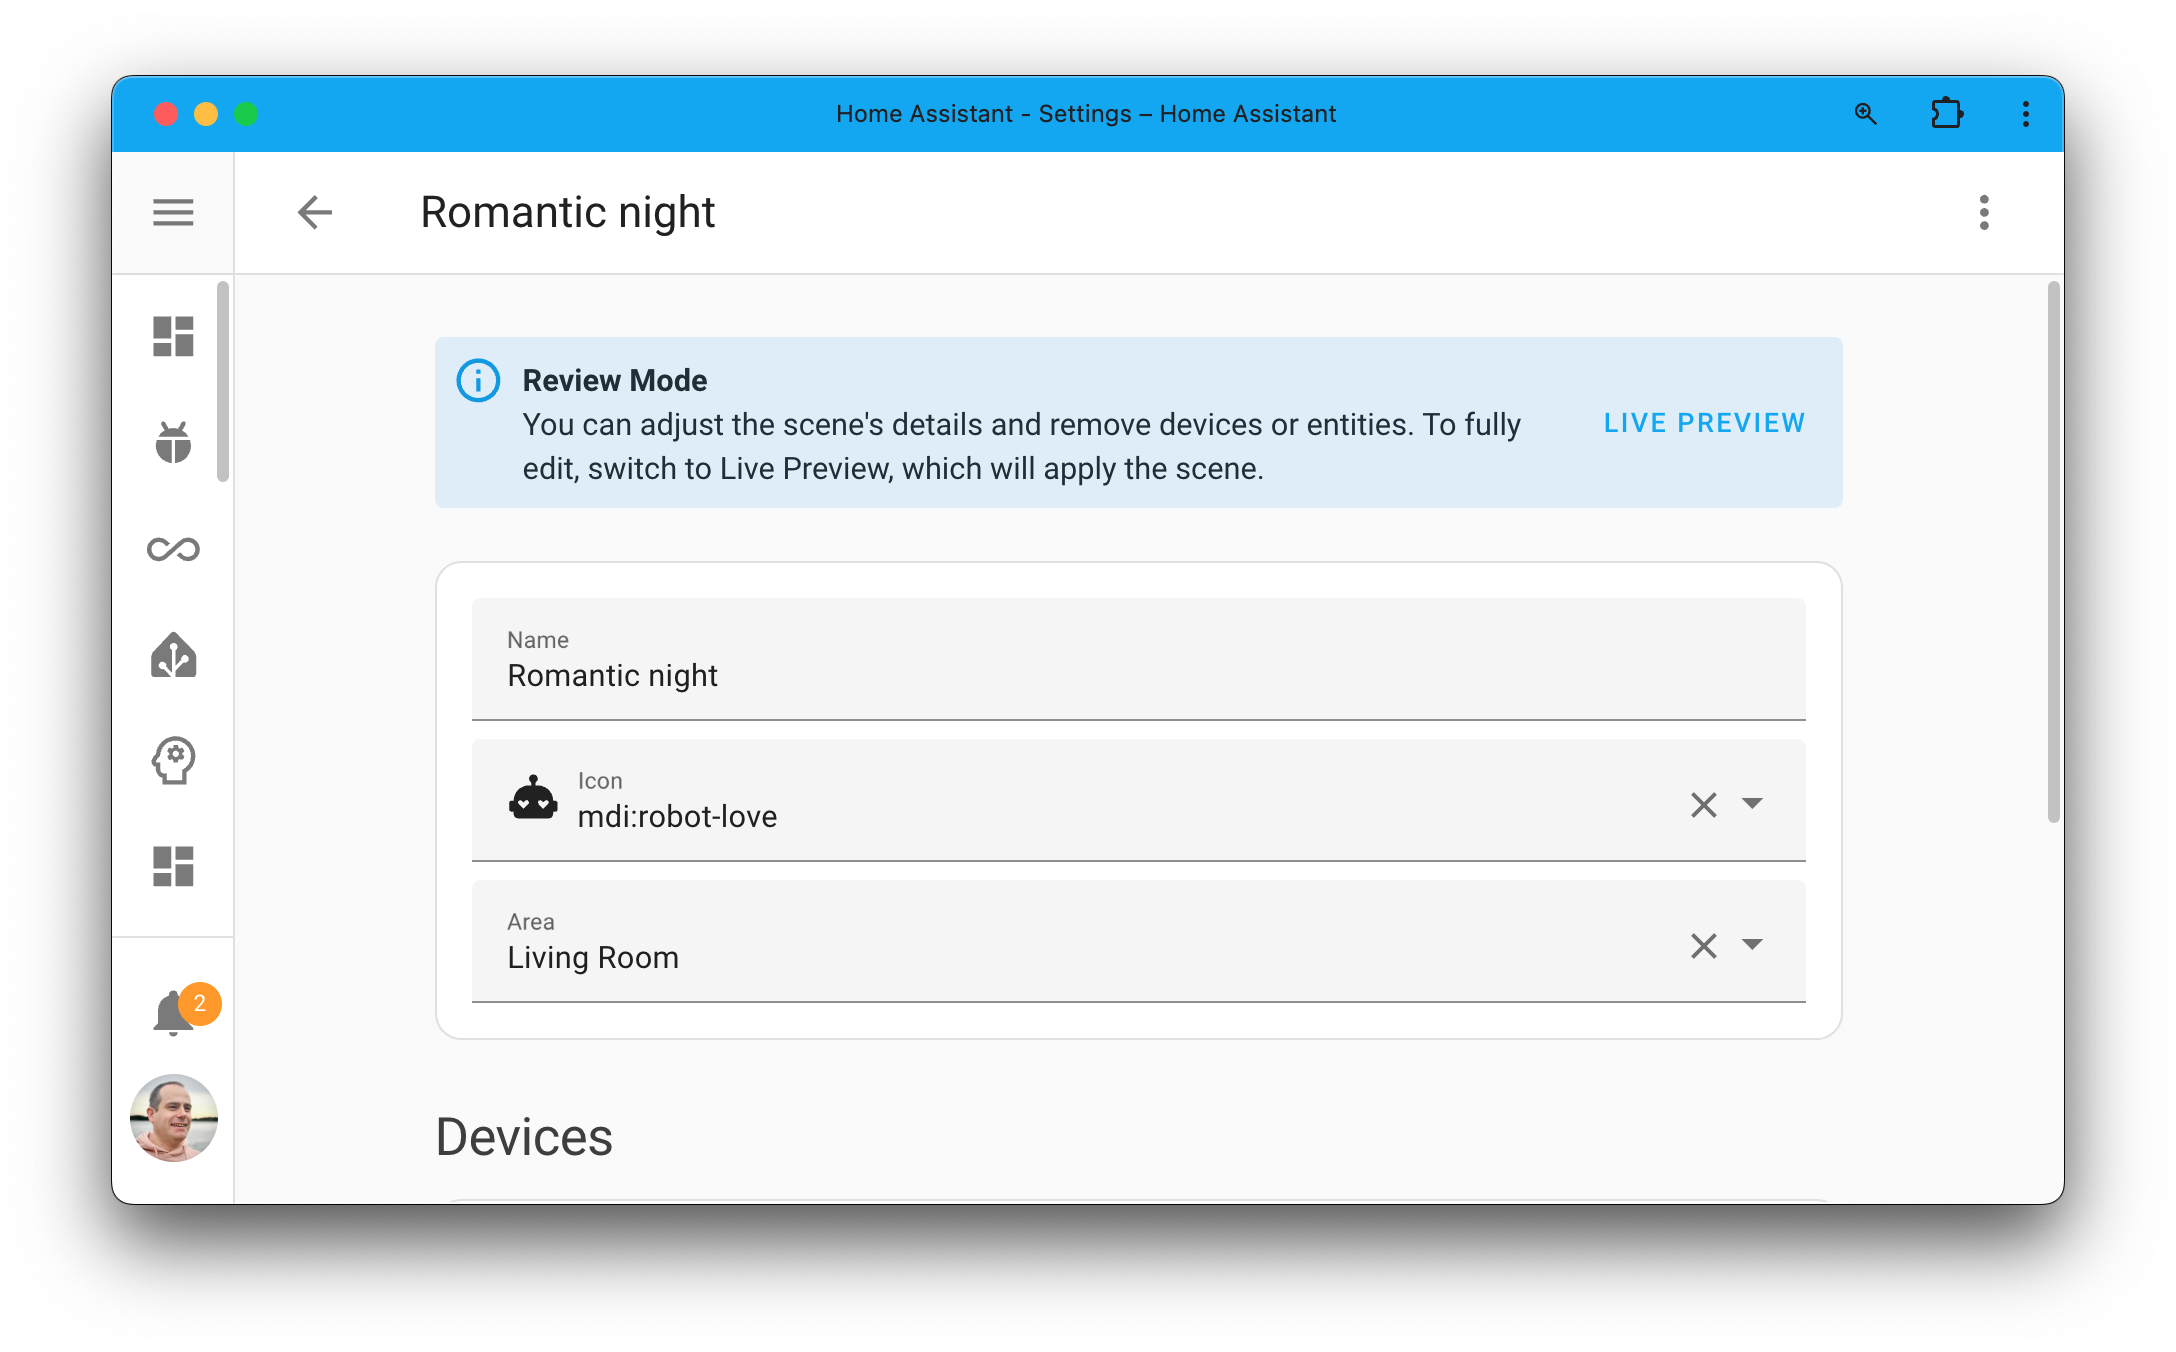 Home Assistant - Settings – Home Assistant
Romantic night
Review Mode
You can adjust the scene's details and remove devices or entities. To fully
edit, switch to Live Preview, which will apply the scene.
LIVE PREVIEW
Name
Romantic night
Icon
mdi:robot-love
Area
Living Room
2
Devices